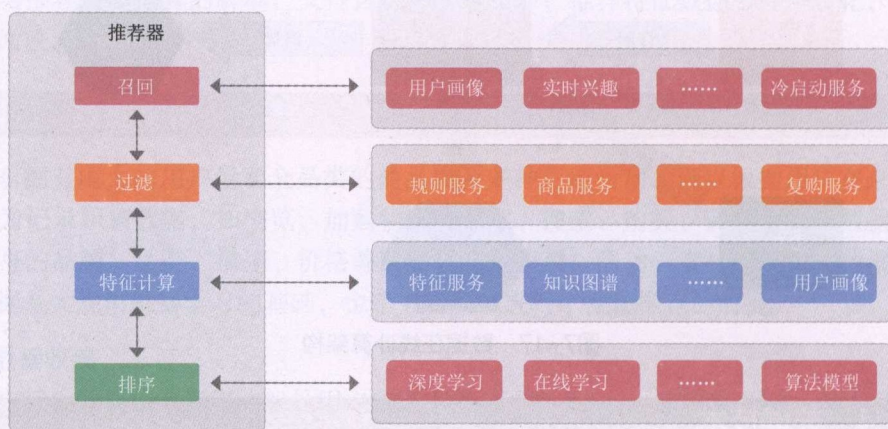 推荐器
召回
用户画像
实时兴趣
……
冷启动服务
过滤
规则服务
商品服务
……
复购服务
特征计算
特征服务
知识图谱
……
用户画像
排序
深度学习
在线学习
……
算法模型